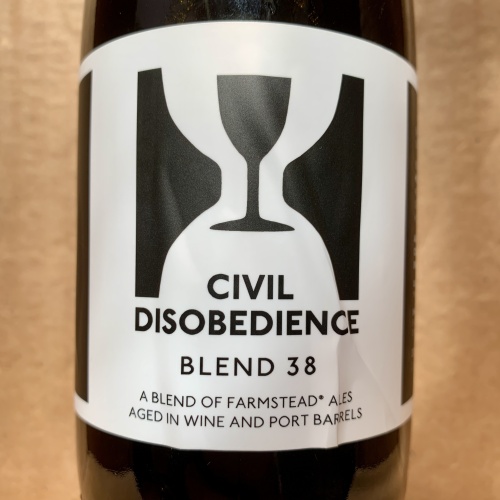 CIVIL
DISOBEDIENCE
BLEND 38
A BLEND OF FARMSTEAD® ALES
AGED IN WINE AND PORT BARRELS